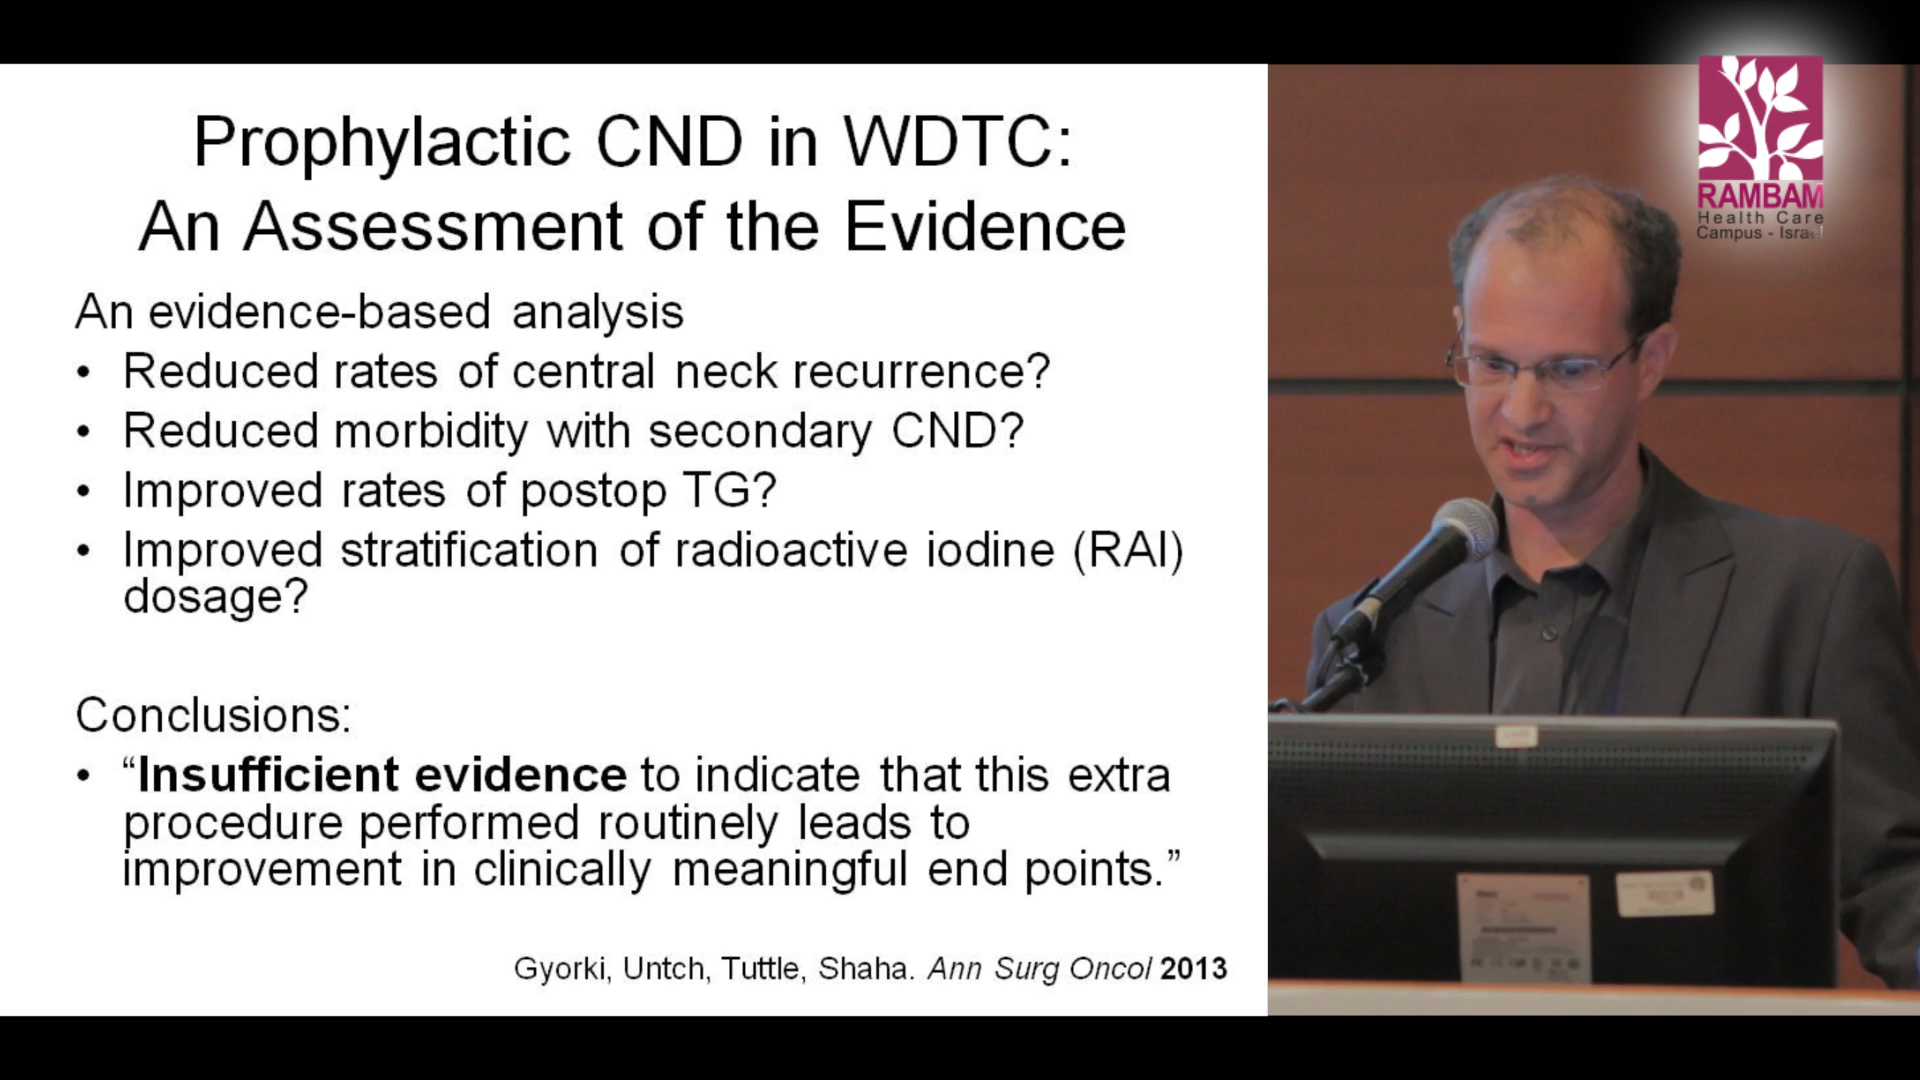 Prophylactic CND in WDTC:
An Assessment of the Evidence
An evidence-based analysis
• Reduced rates of central neck recurrence?
• Reduced morbidity with secondary CND?
• Improved rates of postop TG?
• Improved stratification of radioactive iodine (RAI)
dosage?
Conclusions:
• “Insufficient evidence to indicate that this extra
procedure performed routinely leads to
improvement in clinically meaningful end points.”
Gyorki, Untch, Tuttle, Shaha. Ann Surg Oncol 2013
RAMBAM
Health Care
Campus - Israel